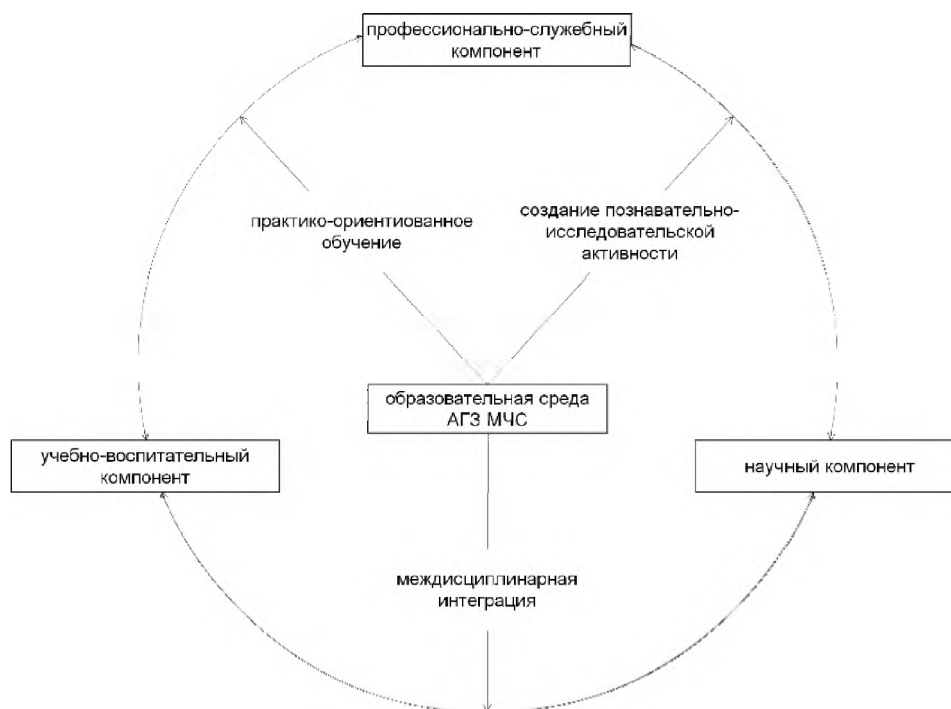 профессионально-служебный
компонент
практико-ориентиованное
обучение
создание познавательно-
исследовательской
активности
образовательная среда
АГЗ МЧС
учебно-воспитательный
компонент
научный компонент
междисциплинарная
интеграция